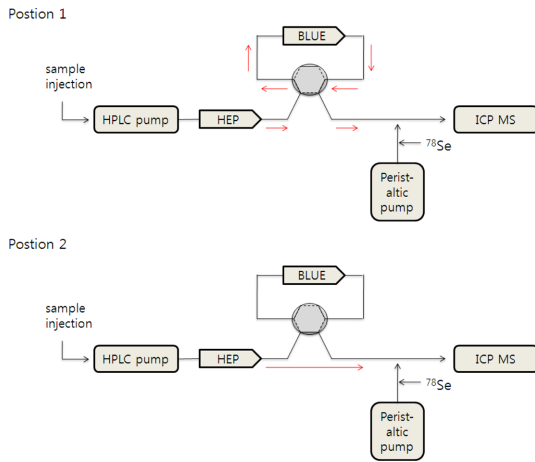 Postion 1
BLUE
sample
injection
HPLC pump
HEP
ICP MS
⁷⁸Se
Perist-
altic
pump
Postion 2
BLUE
sample
injection
HPLC pump
HEP
ICP MS
⁷⁸Se
Perist-
altic
pump